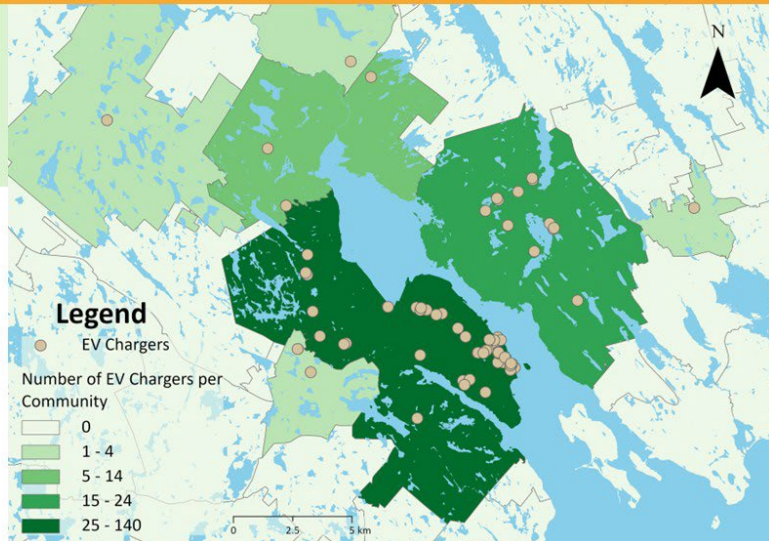 N
Legend
EV Chargers
Number of EV Chargers per
Community
0
1 - 4
5 - 14
15 - 24
25 - 140
0 2.5 5 km